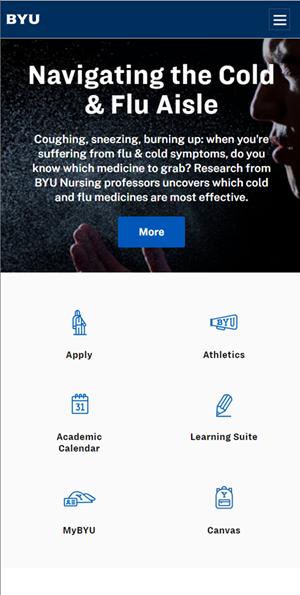 BYU
Navigating the Cold
& Flu Aisle
Coughing, sneezing, burning up: when you're
suffering from flu & cold symptoms, do you
know which medicine to grab? Research from
BYU Nursing professors uncovers which cold
and flu medicines are most effective.
More
BYU
Apply
Athletics
31
Academic
Calendar
Learning Suite
Y
MyBYU
Canvas